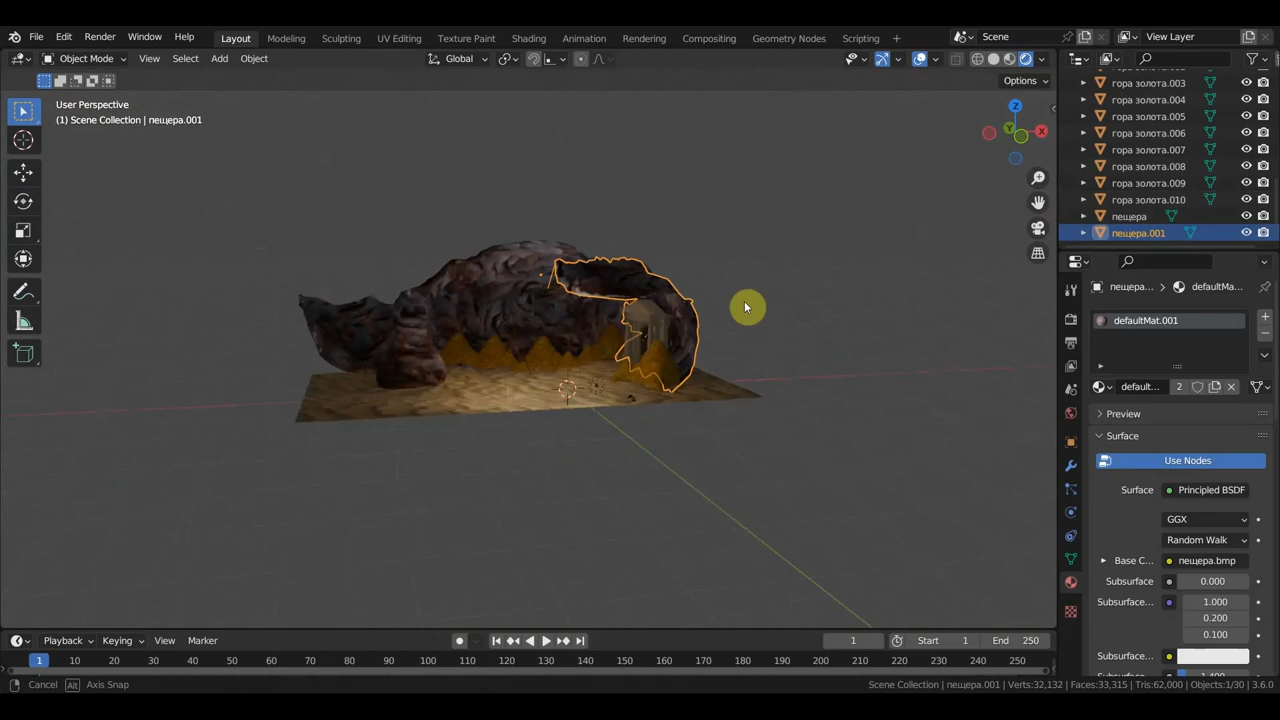 File Edit Render Window Help Layout Modeling Sculpting UV Editing Texture Paint Shading Animation Rendering Compositing Geometry Nodes Scripting + Scene View Layer
Object Mode View Select Add Object Global
Options
User Perspective
(1) Scene Collection | пещера.001
Z
X
Y
гора золота.003
гора золота.004
гора золота.005
гора золота.006
гора золота.007
гора золота.008
гора золота.009
гора золота.010
пещера
пещера.001
пещера... defaultMat...
defaultMat.001
default... 2
Preview
Surface
Use Nodes
Surface Principled BSDF
GGX
Random Walk
Base C... пещера.bmp
Subsurface 0.000
Subsurface... 1.000
0.200
0.100
Subsurface...
Playback Keying View Marker 1 Start 1 End 250
1 10 20 30 40 50 60 70 80 90 100 110 120 130 140 150 160 170 180 190 200 210 220 230 240 250
Cancel Alt Axis Snap Scene Collection | пещера.001 | Verts:32,132 | Faces:33,315 | Tris:62,000 | Objects:1/30 | 3.6.0